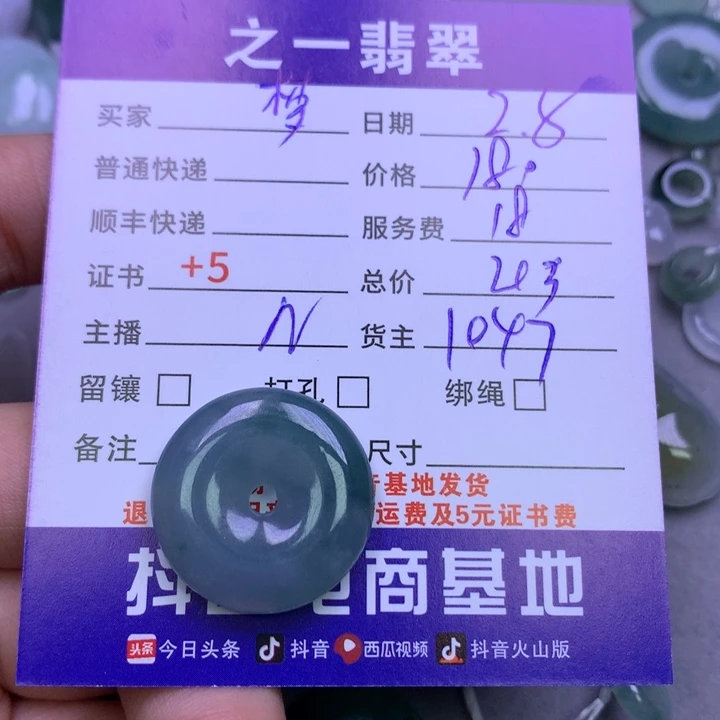 之一翡翠
买家 梦 日期 2.8
普通快递 价格 180
顺丰快递 服务费 18
证书 +5 总价 203
主播 N 货主 1047
留镶 打孔 绑绳
备注 尺寸
基地发货
退 运费及5元证书费
抖 电商基地
头条 今日头条 抖音 西瓜视频 抖音火山版